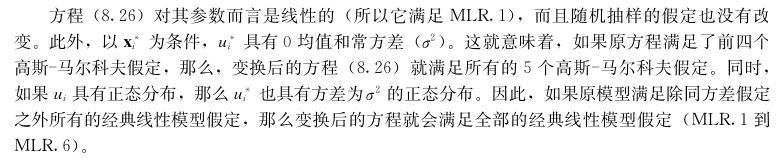 方程（8.26）对其参数而言是线性的（所以它满足 MLR.1），而且随机抽样的假定也没有改
变。此外，以 𝐱ᵢ* 为条件，uᵢ* 具有 0 均值和常方差（σ²）。这就意味着，如果原方程满足了前四个
高斯-马尔科夫假定，那么，变换后的方程（8.26）就满足所有的 5 个高斯-马尔科夫假定。同时，
如果 uᵢ 具有正态分布，那么 uᵢ* 也具有方差为 σ² 的正态分布。因此，如果原模型满足除同方差假定
之外所有的经典线性模型假定，那么变换后的方程就会满足全部的经典线性模型假定（MLR.1 到
MLR.6）。